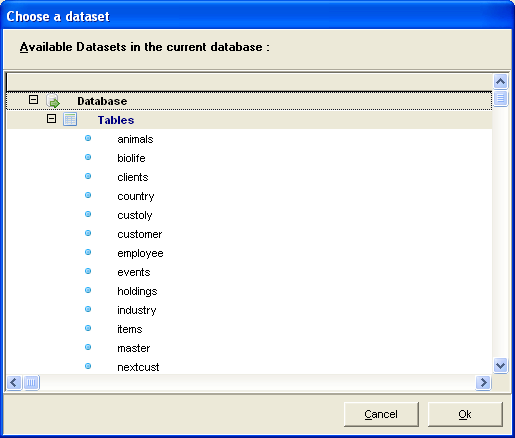 Choose a dataset
Available Datasets in the current database :
Database
Tables
animals
biolife
clients
country
custoly
customer
employee
events
holdings
industry
items
master
nextcust
Cancel
Ok